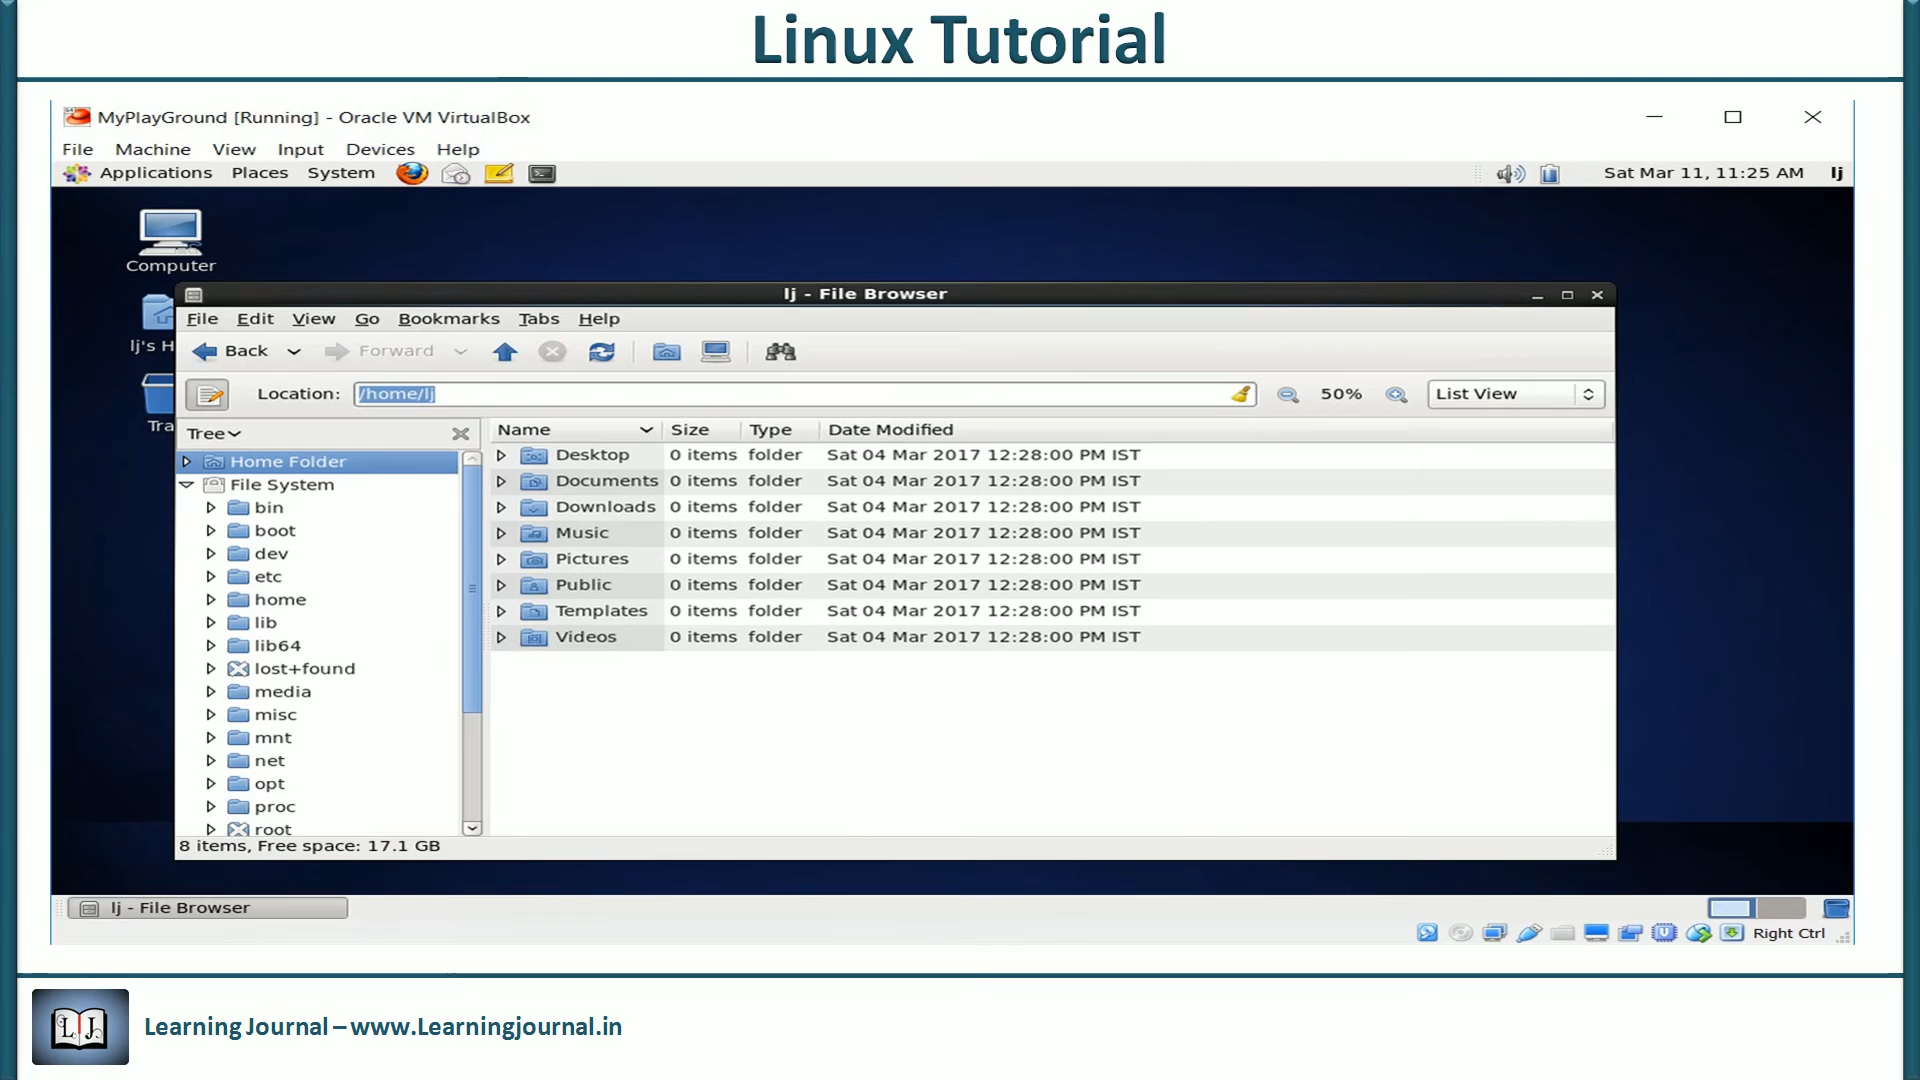 Linux Tutorial
MyPlayGround [Running] - Oracle VM VirtualBox
File Machine View Input Devices Help
Applications Places System Sat Mar 11, 11:25 AM lj
Computer
lj's H
Tra
lj - File Browser
File Edit View Go Bookmarks Tabs Help
Back Forward
Location: /home/lj 50% List View
Tree
Name Size Type Date Modified
Home Folder
File System
bin
boot
dev
etc
home
lib
lib64
lost+found
media
misc
mnt
net
opt
proc
root
Desktop 0 items folder Sat 04 Mar 2017 12:28:00 PM IST
Documents 0 items folder Sat 04 Mar 2017 12:28:00 PM IST
Downloads 0 items folder Sat 04 Mar 2017 12:28:00 PM IST
Music 0 items folder Sat 04 Mar 2017 12:28:00 PM IST
Pictures 0 items folder Sat 04 Mar 2017 12:28:00 PM IST
Public 0 items folder Sat 04 Mar 2017 12:28:00 PM IST
Templates 0 items folder Sat 04 Mar 2017 12:28:00 PM IST
Videos 0 items folder Sat 04 Mar 2017 12:28:00 PM IST
8 items, Free space: 17.1 GB
lj - File Browser
Right Ctrl
LJ
Learning Journal – www.Learningjournal.in